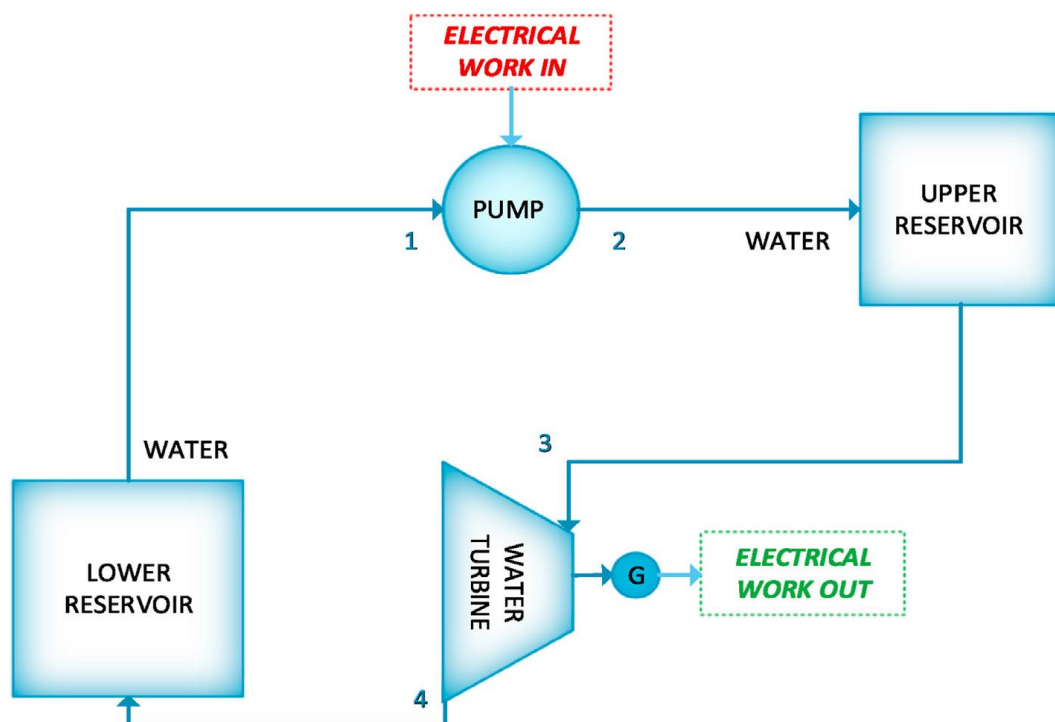 ELECTRICAL
WORK IN
PUMP
UPPER
RESERVOIR
1
2
WATER
WATER
3
LOWER
RESERVOIR
WATER
TURBINE
G
ELECTRICAL
WORK OUT
4